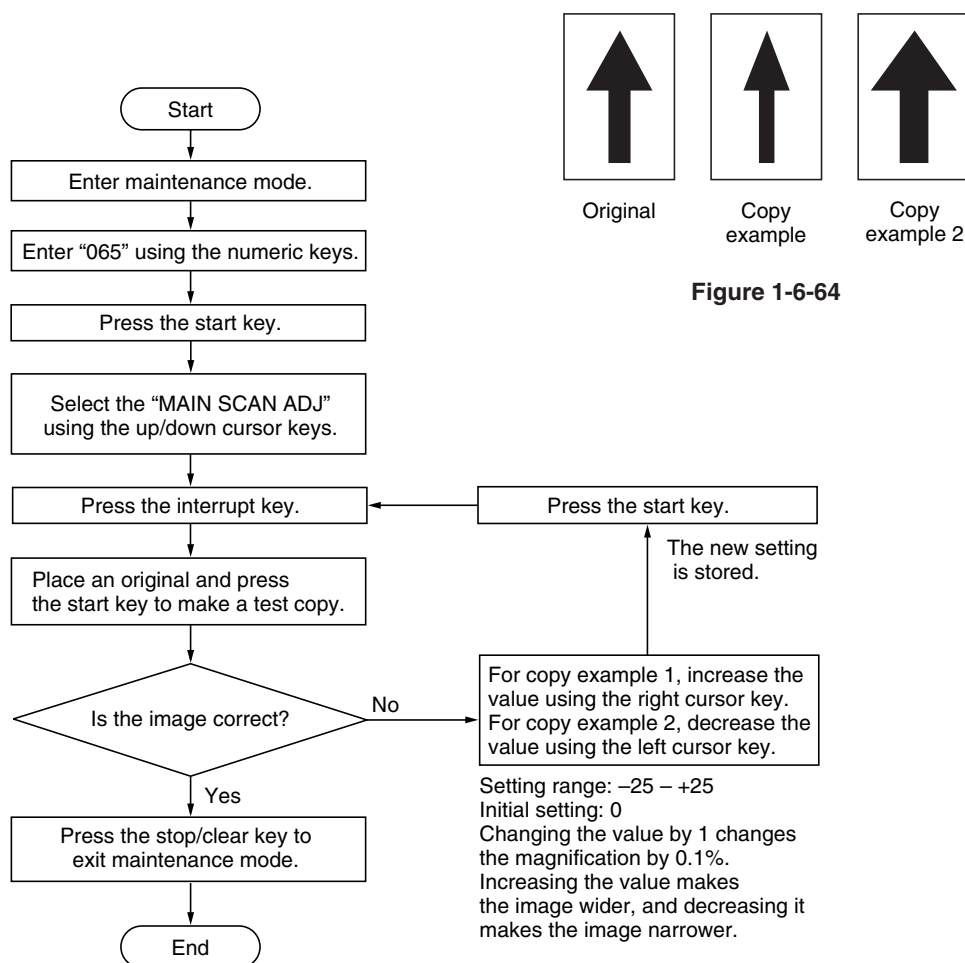 Start
Enter maintenance mode.
Enter “065” using the numeric keys.
Press the start key.
Select the “MAIN SCAN ADJ”
using the up/down cursor keys.
Press the interrupt key.
Place an original and press
the start key to make a test copy.
Is the image correct?
No
Yes
Press the stop/clear key to
exit maintenance mode.
End
Press the start key.
The new setting
is stored.
For copy example 1, increase the
value using the right cursor key.
For copy example 2, decrease the
value using the left cursor key.
Setting range: –25 – +25
Initial setting: 0
Changing the value by 1 changes
the magnification by 0.1%.
Increasing the value makes
the image wider, and decreasing it
makes the image narrower.
Original
Copy
example
Copy
example 2
Figure 1-6-64